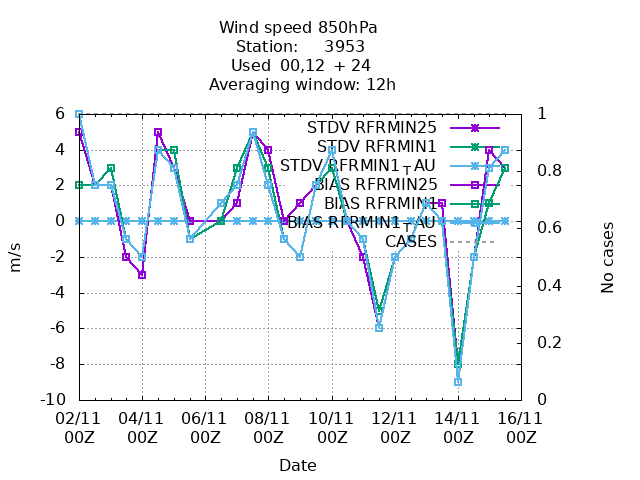 Wind speed 850hPa
Station: 3953
Used 00,12 + 24
Averaging window: 12h
6
4
2
0
-2
-4
-6
-8
-10
m/s
STDV RFRMIN25
STDV RFRMIN1
STDV RFRMIN1_AU
BIAS RFRMIN25
BIAS RFRMIN1
BIAS RFRMIN1_AU
CASES
1
0.8
0.6
0.4
0.2
0
No cases
02/11 04/11 06/11 08/11 10/11 12/11 14/11 16/11
00Z 00Z 00Z 00Z 00Z 00Z 00Z 00Z
Date